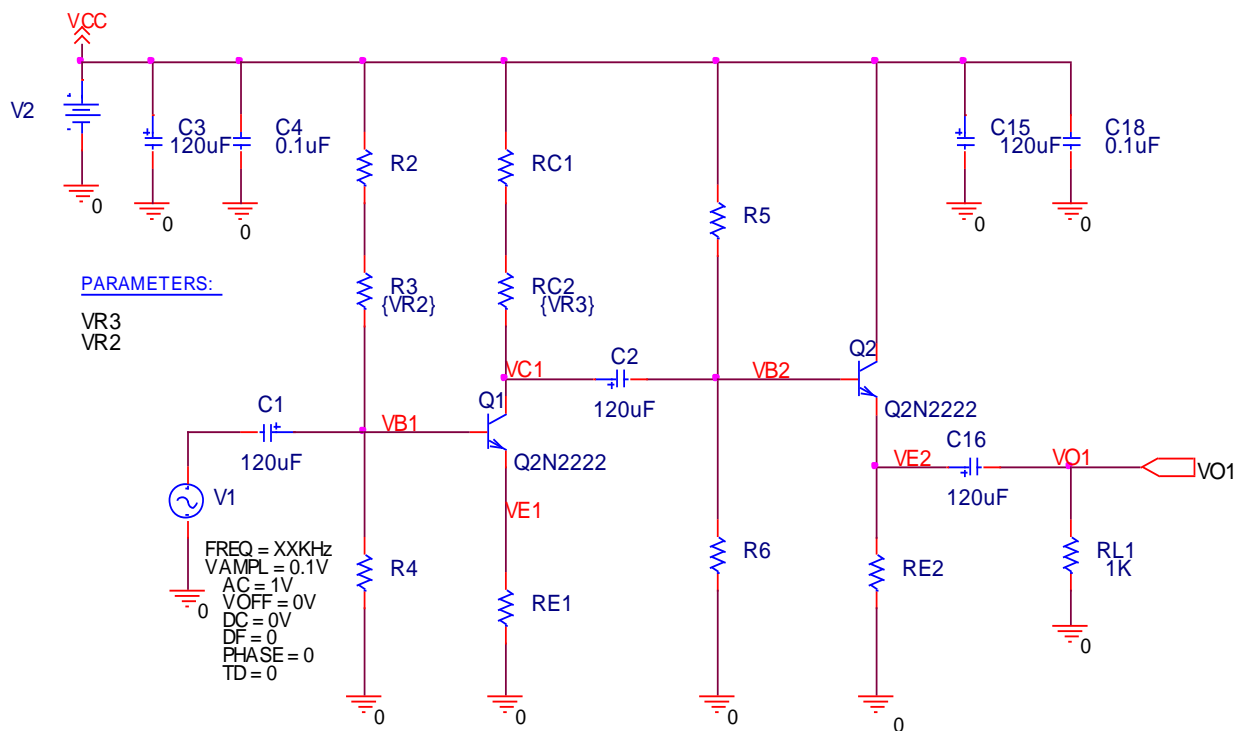 VCC
V2
C3
120uF
C4
0.1uF
R2
RC1
R5
C15
120uF
C18
0.1uF
0
0
0
0
0
PARAMETERS:
VR3
VR2
R3
{VR2}
RC2
{VR3}
VC1
C2
120uF
VB2
Q2
Q2N2222
C1
120uF
VB1
Q1
Q2N2222
VE1
VE2
C16
120uF
VO1
VO1
V1
FREQ = XXKHz
VAMPL = 0.1V
AC = 1V
VOFF = 0V
DC = 0V
DF = 0
PHASE = 0
TD = 0
0
R4
RE1
R6
RE2
RL1
1K
0
0
0
0
0